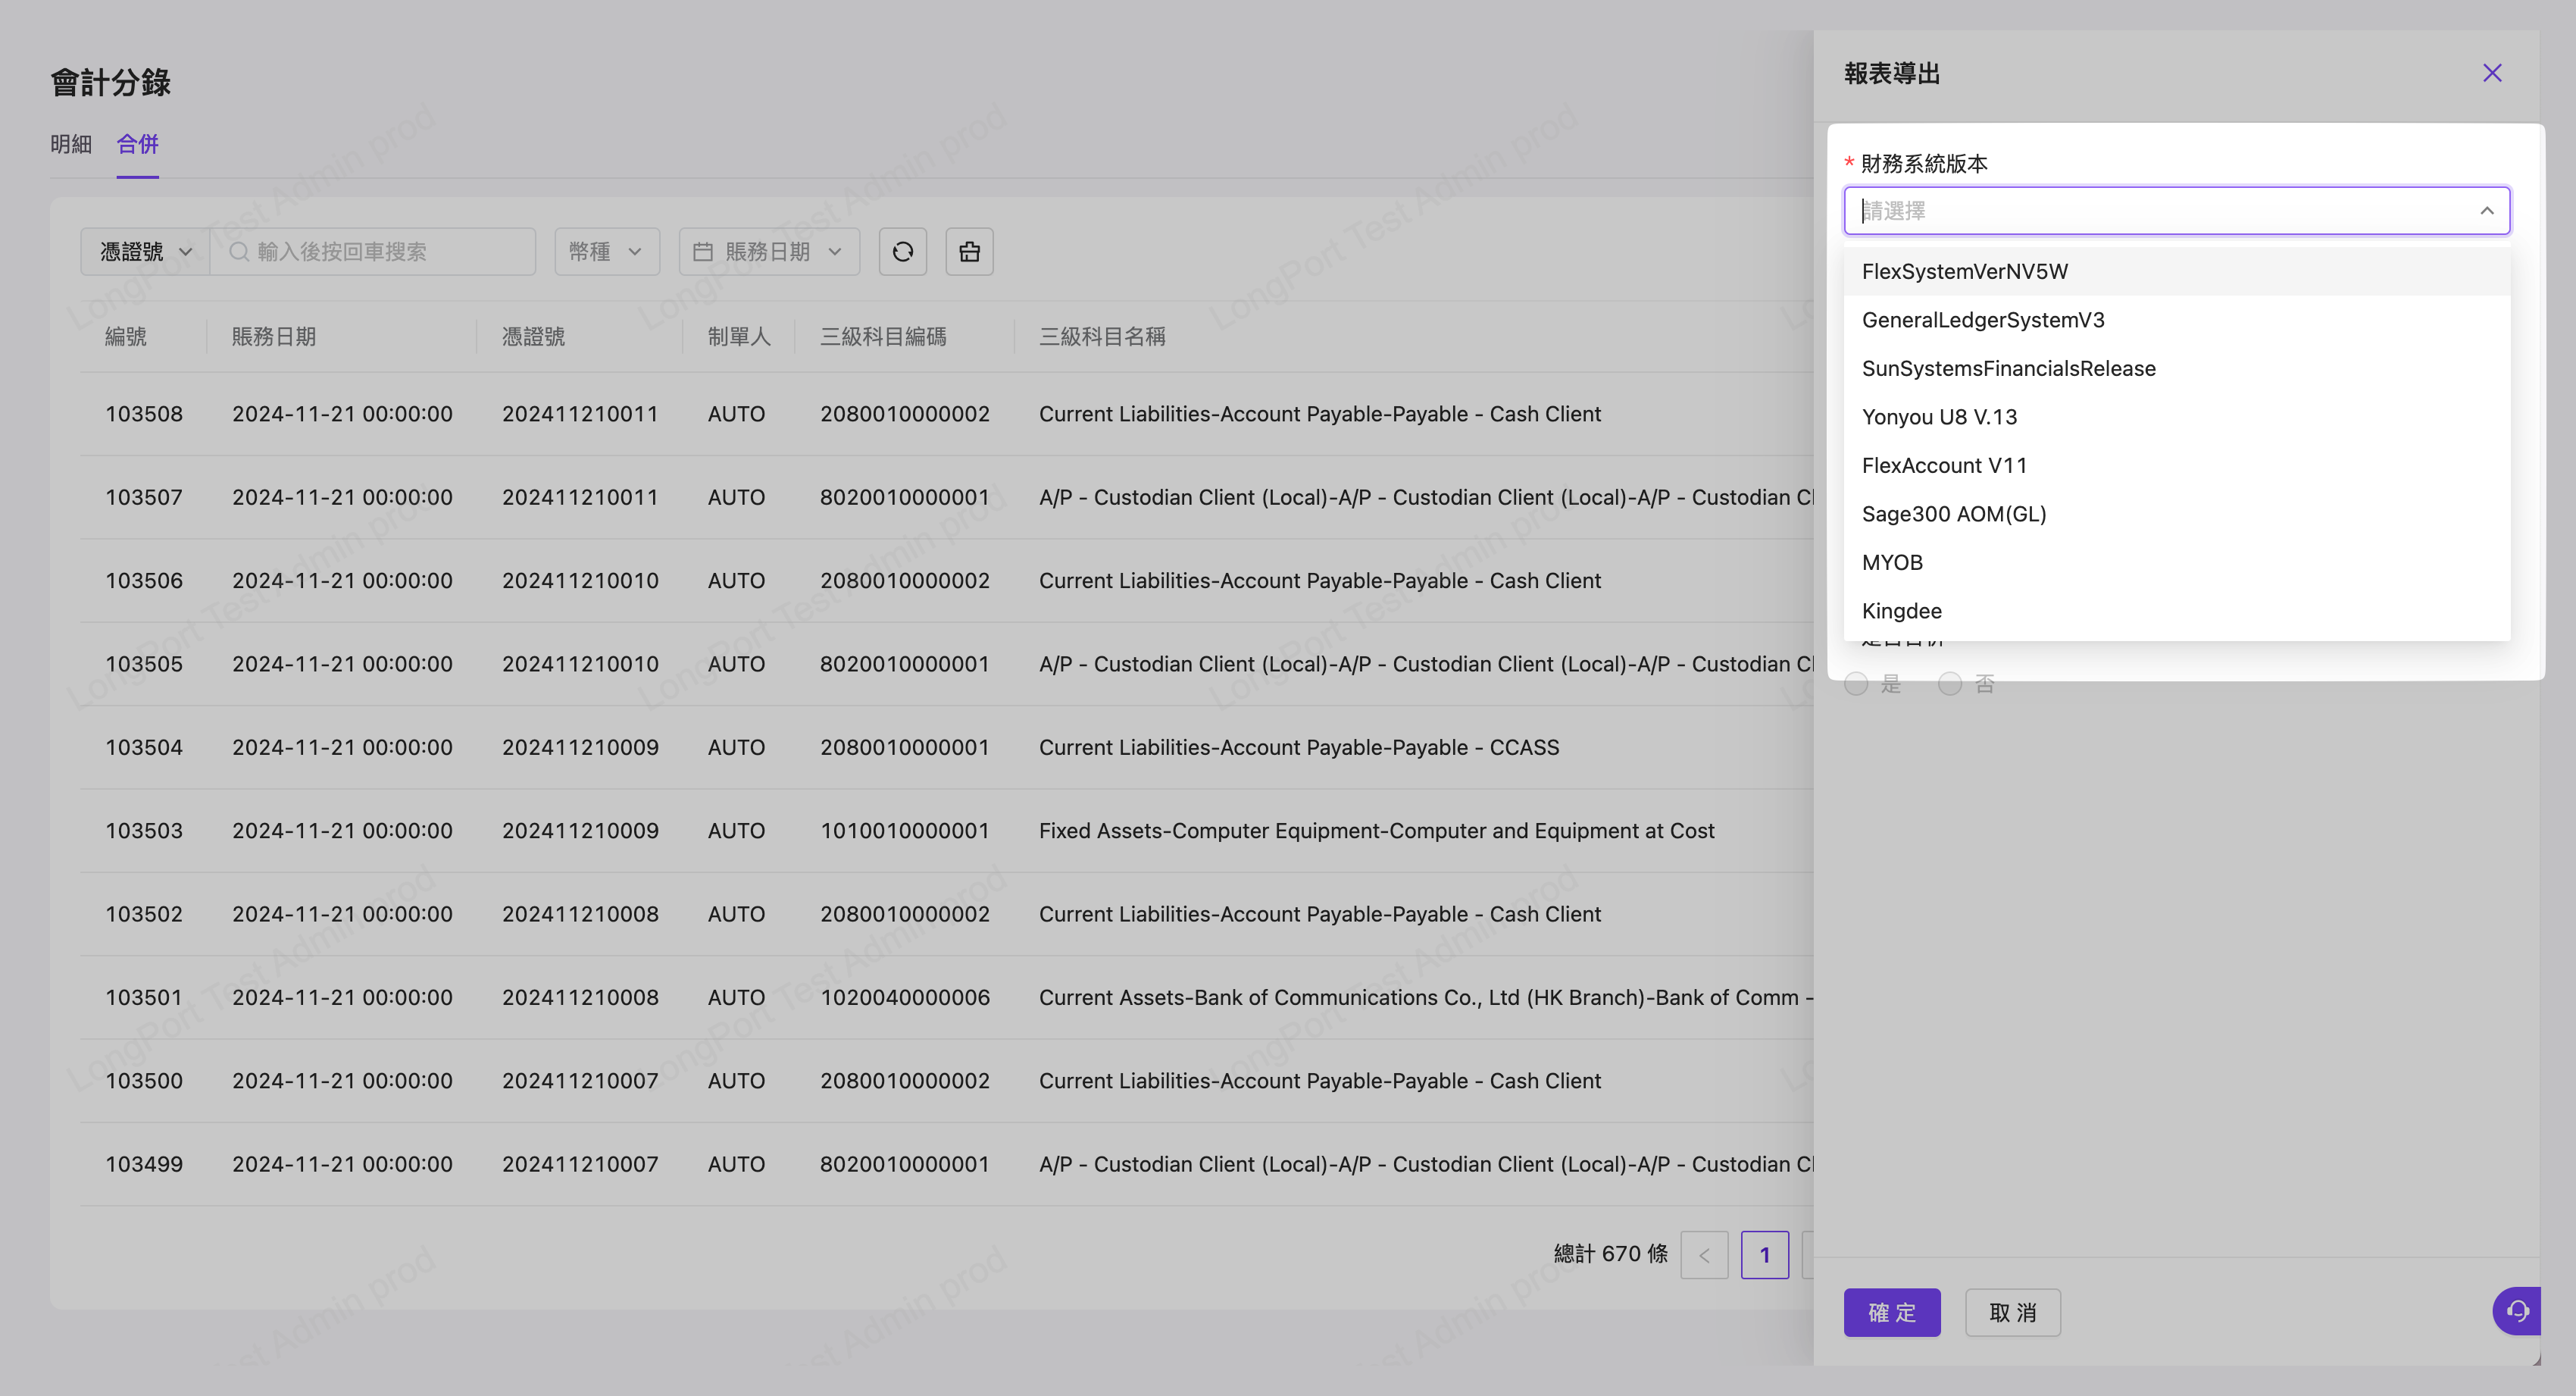 會計分錄
明細 合併
憑證號 輸入後按回車搜索 幣種 賬務日期
編號 賬務日期 憑證號 制單人 三級科目編碼 三級科目名稱
103508 2024-11-21 00:00:00 202411210011 AUTO 2080010000002 Current Liabilities-Account Payable-Payable - Cash Client
103507 2024-11-21 00:00:00 202411210011 AUTO 8020010000001 A/P - Custodian Client (Local)-A/P - Custodian Client (Local)-A/P - Custodian Cl
103506 2024-11-21 00:00:00 202411210010 AUTO 2080010000002 Current Liabilities-Account Payable-Payable - Cash Client
103505 2024-11-21 00:00:00 202411210010 AUTO 8020010000001 A/P - Custodian Client (Local)-A/P - Custodian Client (Local)-A/P - Custodian Cl
103504 2024-11-21 00:00:00 202411210009 AUTO 2080010000001 Current Liabilities-Account Payable-Payable - CCASS
103503 2024-11-21 00:00:00 202411210009 AUTO 1010010000001 Fixed Assets-Computer Equipment-Computer and Equipment at Cost
103502 2024-11-21 00:00:00 202411210008 AUTO 2080010000002 Current Liabilities-Account Payable-Payable - Cash Client
103501 2024-11-21 00:00:00 202411210008 AUTO 1020040000006 Current Assets-Bank of Communications Co., Ltd (HK Branch)-Bank of Comm -
103500 2024-11-21 00:00:00 202411210007 AUTO 2080010000002 Current Liabilities-Account Payable-Payable - Cash Client
103499 2024-11-21 00:00:00 202411210007 AUTO 8020010000001 A/P - Custodian Client (Local)-A/P - Custodian Client (Local)-A/P - Custodian Cl
總計 670 條 < 1
報表導出
* 財務系統版本
請選擇
FlexSystemVerNV5W
GeneralLedgerSystemV3
SunSystemsFinancialsRelease
Yonyou U8 V.13
FlexAccount V11
Sage300 AOM(GL)
MYOB
Kingdee
是 否
確定 取消
LongPort Test Admin prod